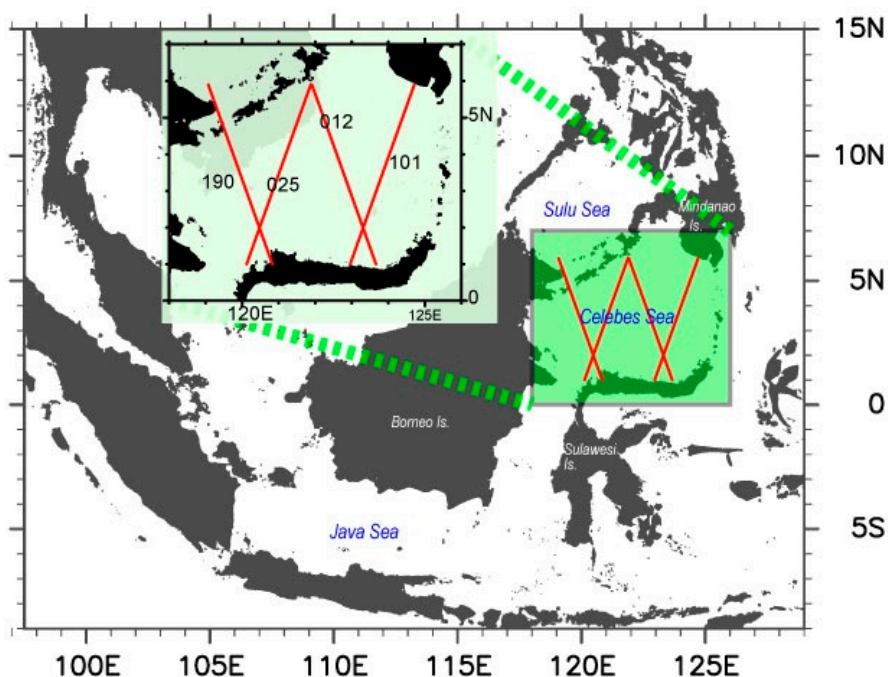 15N
5N
012
101
190
025
0
120E
125E
10N
Sulu Sea
Mindanao
Is.
5N
Celebes Sea
0
Borneo Is.
Sulawesi
Is.
5S
Java Sea
100E
105E
110E
115E
120E
125E